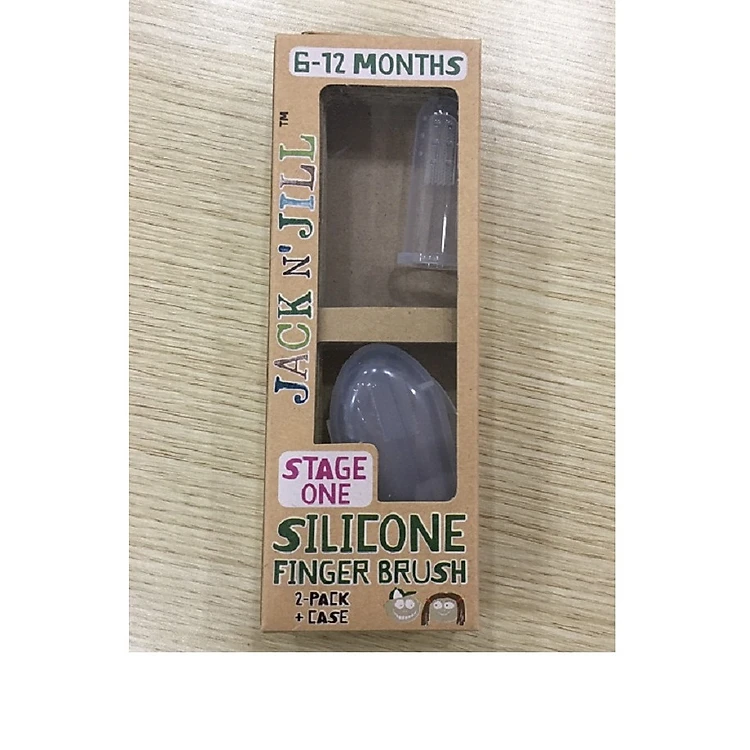 6-12 MONTHS
JACK N' JILL™
STAGE
ONE
SILICONE
FINGER BRUSH
2-PACK
+ CASE